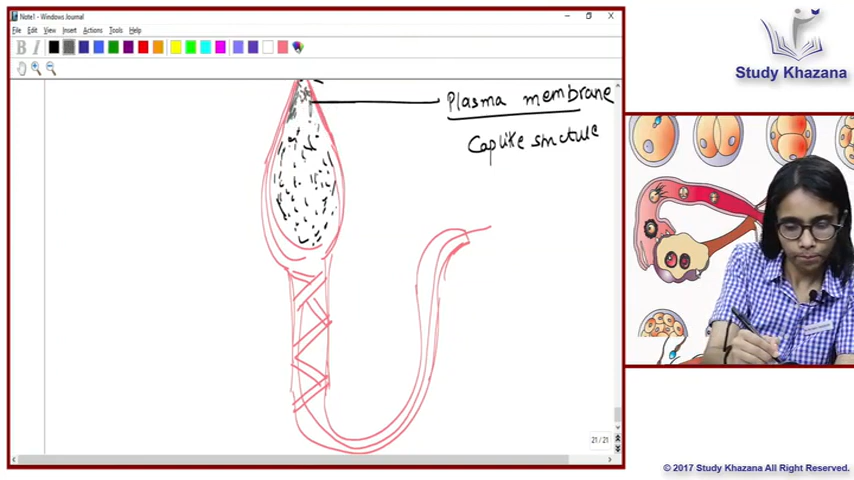 Note1 - Windows Journal
File Edit View Insert Actions Tools Help
B I
Plasma membrane
Caplike structure
21 / 21
Study Khazana
© 2017 Study Khazana All Right Reserved.